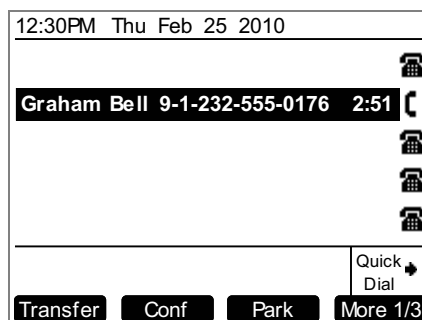 12:30PM Thu Feb 25 2010
Graham Bell 9-1-232-555-0176 2:51
Quick
Dial
Transfer Conf Park More 1/3